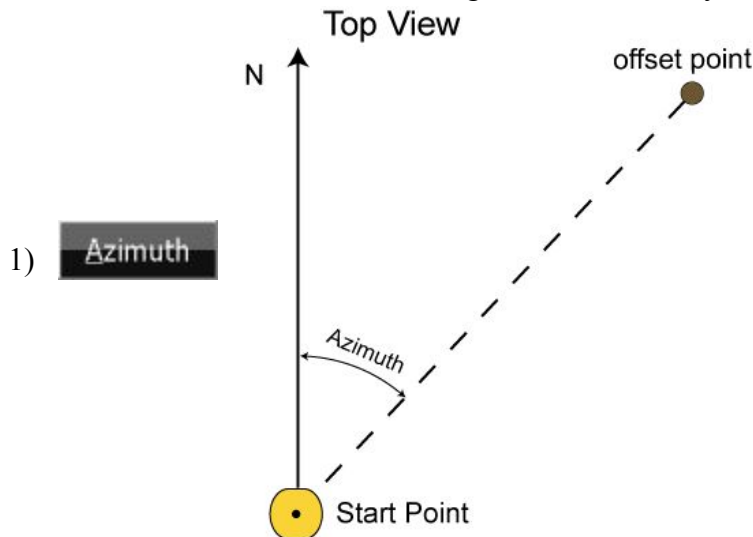 Top View
N
offset point
1)
Azimuth
Azimuth
Start Point